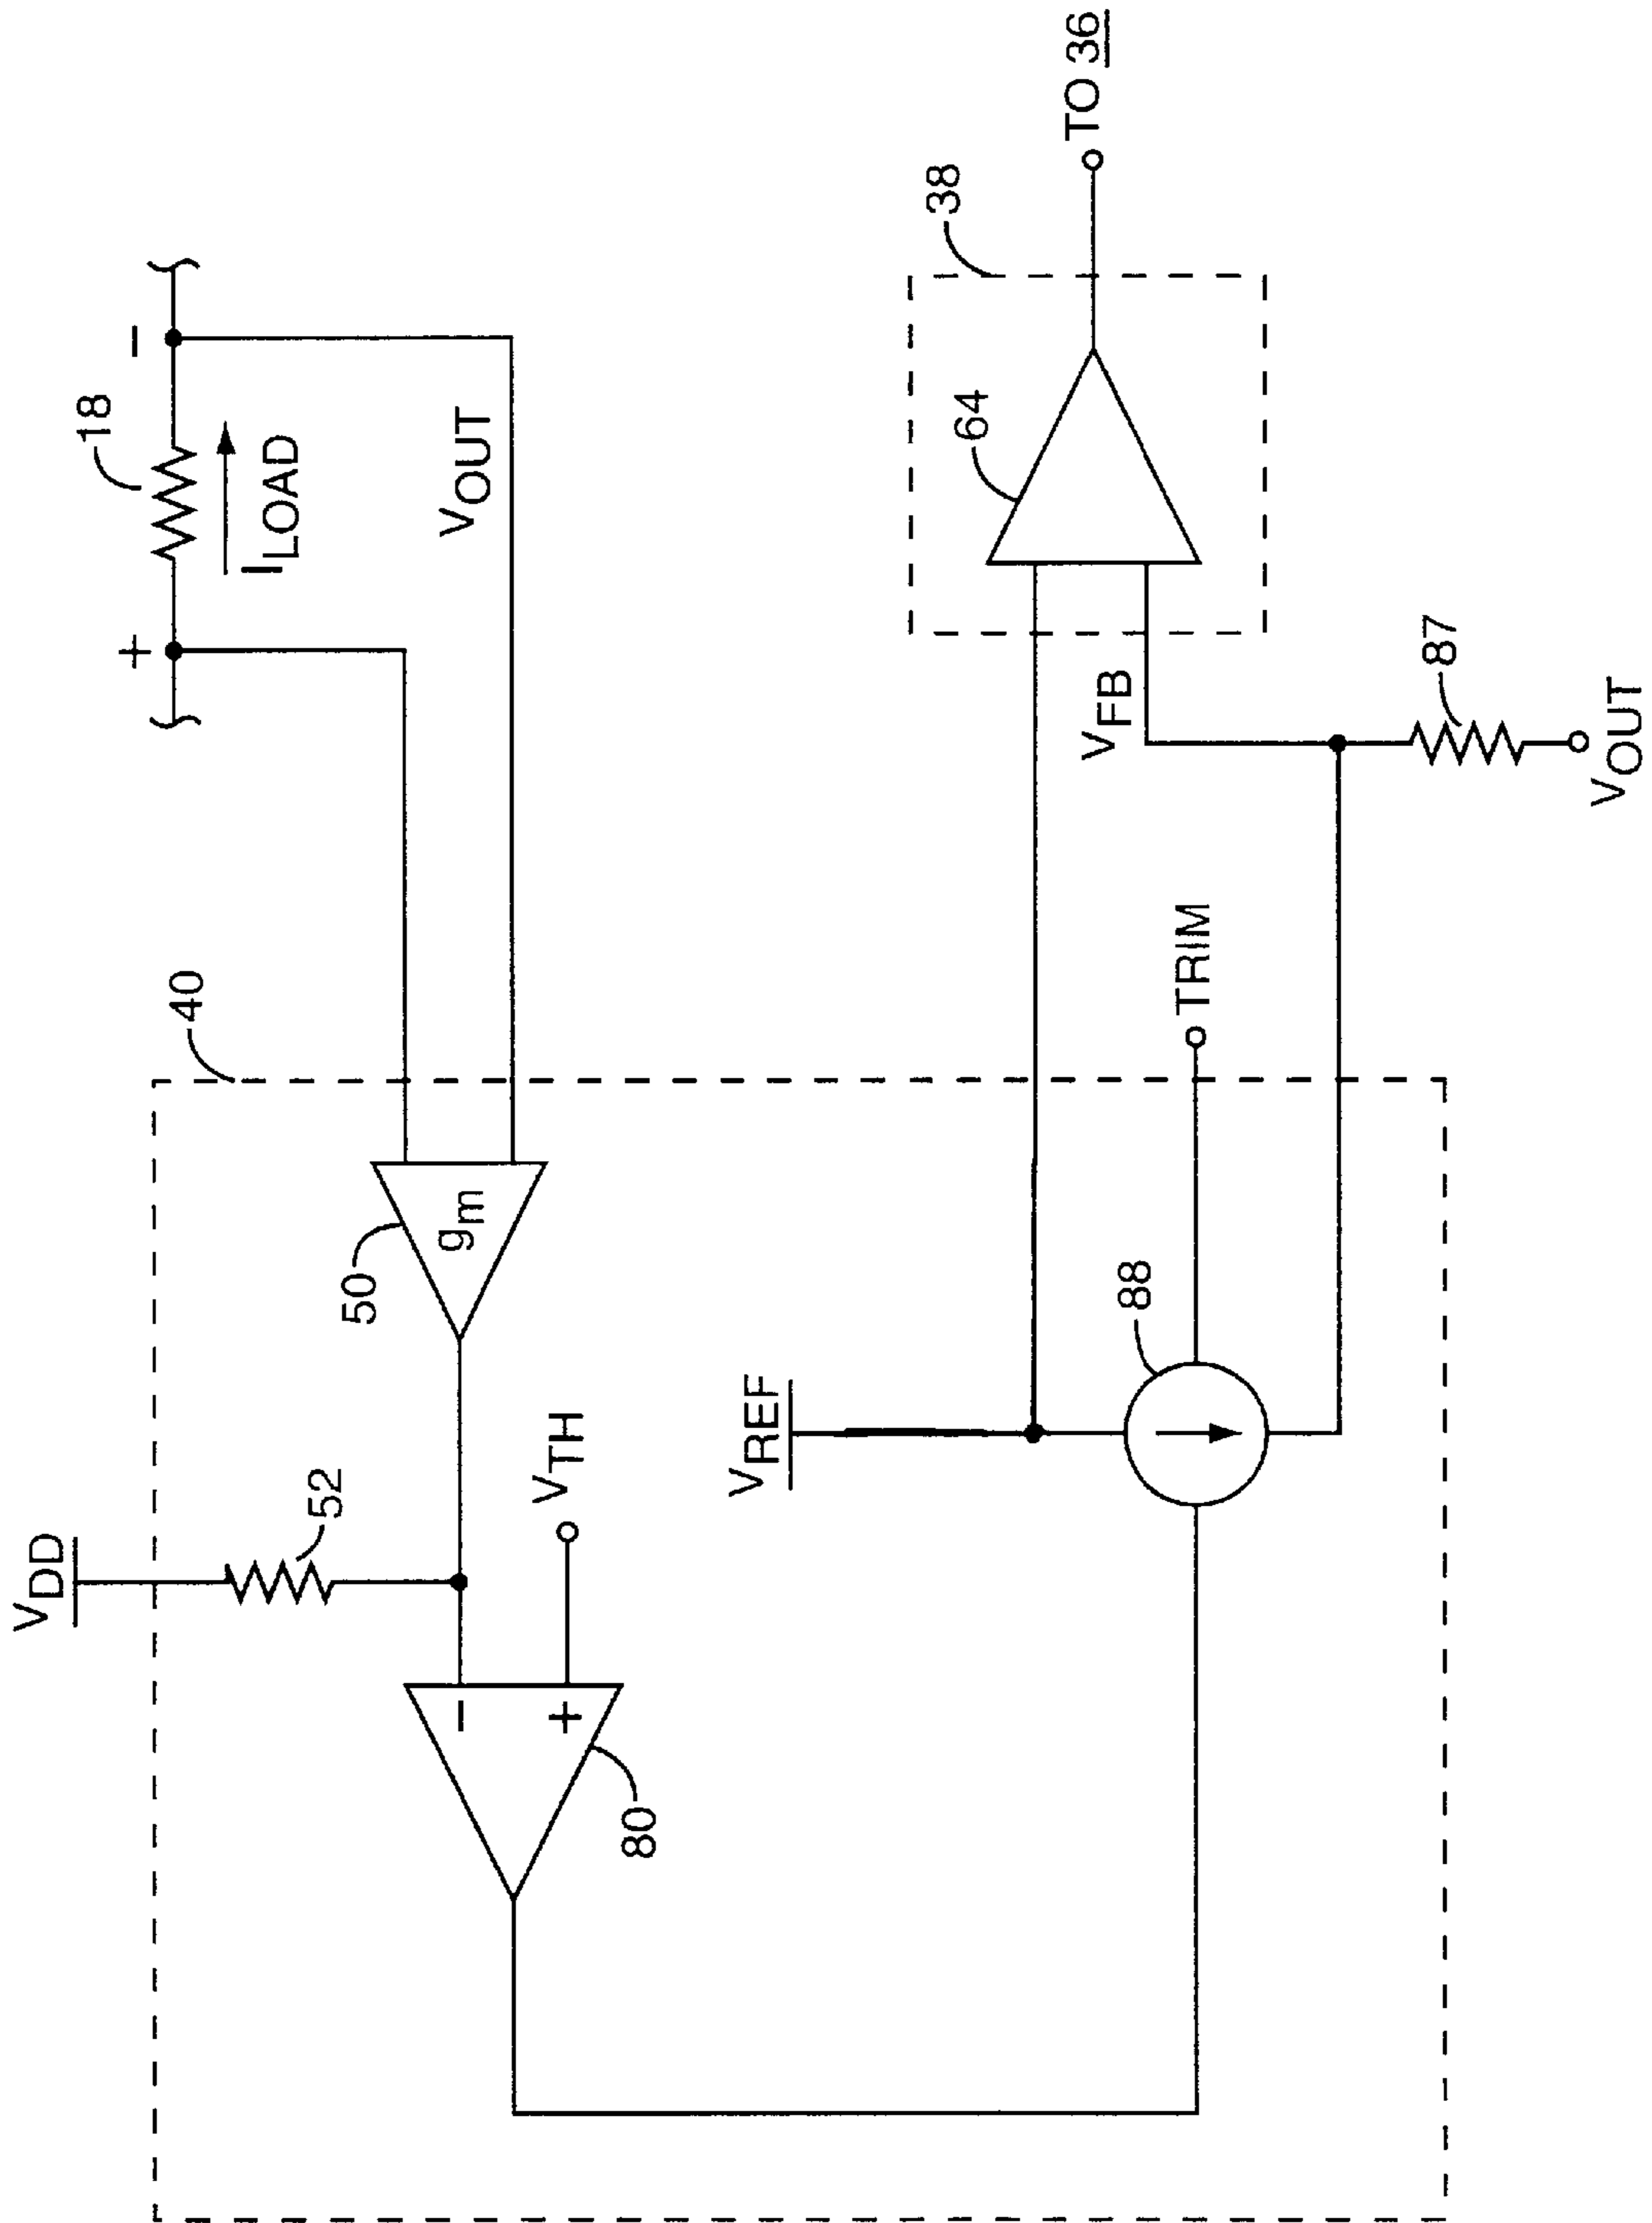 VDD
52
40
18
+
−
ILOAD
VOUT
50
gm
VTH
−
+
80
VREF
88
TRIM
VFB
38
64
TO 36
87
VOUT